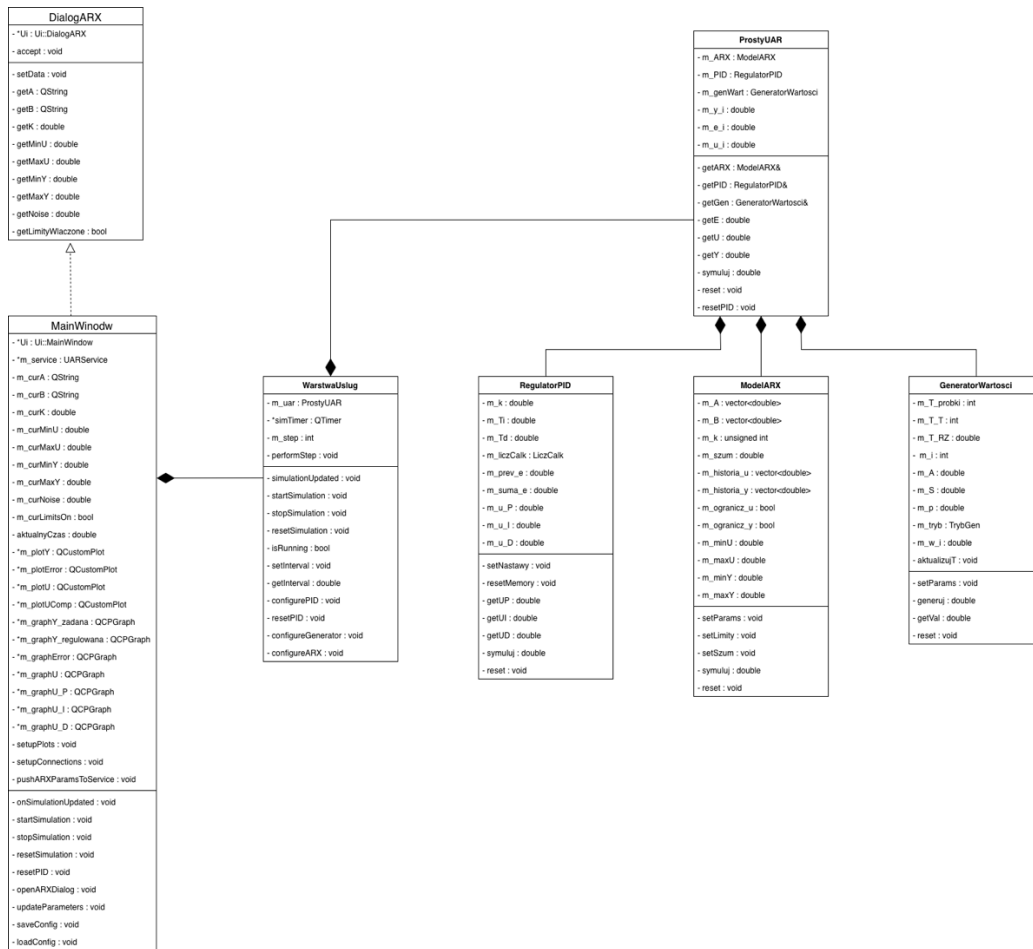 DialogARX
- *Ui : Ui::DialogARX
- accept : void
- setData : void
- getA : QString
- getB : QString
- getK : double
- getMinU : double
- getMaxU : double
- getMinY : double
- getMaxY : double
- getNoise : double
- getLimityWlaczone : bool
MainWinodw
- *Ui : Ui::MainWindow
- *m_service : UARService
- m_curA : QString
- m_curB : QString
- m_curK : double
- m_curMinU : double
- m_curMaxU : double
- m_curMinY : double
- m_curMaxY : double
- m_curNoise : double
- m_curLimitsOn : bool
- aktualnyCzas : double
- *m_plotY : QCustomPlot
- *m_plotError : QCustomPlot
- *m_plotU : QCustomPlot
- *m_plotUComp : QCustomPlot
- *m_graphY_zadana : QCPGraph
- *m_graphY_regulowana : QCPGraph
- *m_graphError : QCPGraph
- *m_graphU : QCPGraph
- *m_graphU_P : QCPGraph
- *m_graphU_I : QCPGraph
- *m_graphU_D : QCPGraph
- setupPlots : void
- setupConnections : void
- pushARXParamsToService : void
- onSimulationUpdated : void
- startSimulation : void
- stopSimulation : void
- resetSimulation : void
- resetPID : void
- openARXDialog : void
- updateParameters : void
- saveConfig : void
- loadConfig : void
WarstwaUslug
- m_uar : ProstyUAR
- *simTimer : QTimer
- m_step : int
- performStep : void
- simulationUpdated : void
- startSimulation : void
- stopSimulation : void
- resetSimulation : void
- isRunning : bool
- setInterval : void
- getInterval : double
- configurePID : void
- resetPID : void
- configureGenerator : void
- configureARX : void
ProstyUAR
- m_ARX : ModelARX
- m_PID : RegulatorPID
- m_genWart : GeneratorWartosci
- m_y_i : double
- m_e_i : double
- m_u_i : double
- getARX : ModelARX&
- getPID : RegulatorPID&
- getGen : GeneratorWartosci&
- getE : double
- getU : double
- getY : double
- symuluj : double
- reset : void
- resetPID : void
RegulatorPID
- m_k : double
- m_Ti : double
- m_Td : double
- m_liczCalk : LiczCalk
- m_prev_e : double
- m_suma_e : double
- m_u_P : double
- m_u_I : double
- m_u_D : double
- setNastawy : void
- resetMemory : void
- getUP : double
- getUI : double
- getUD : double
- symuluj : double
- reset : void
ModelARX
- m_A : vector<double>
- m_B : vector<double>
- m_k : unsigned int
- m_szum : double
- m_historia_u : vector<double>
- m_historia_y : vector<double>
- m_ogranicz_u : bool
- m_ogranicz_y : bool
- m_minU : double
- m_maxU : double
- m_minY : double
- m_maxY : double
- setParams : void
- setLimity : void
- setSzum : void
- symuluj : double
- reset : void
GeneratorWartosci
- m_T_probki : int
- m_T_T : int
- m_T_RZ : double
- m_i : int
- m_A : double
- m_S : double
- m_p : double
- m_tryb : TrybGen
- m_w_i : double
- aktualizujT : void
- setParams : void
- generuj : double
- getVal : double
- reset : void